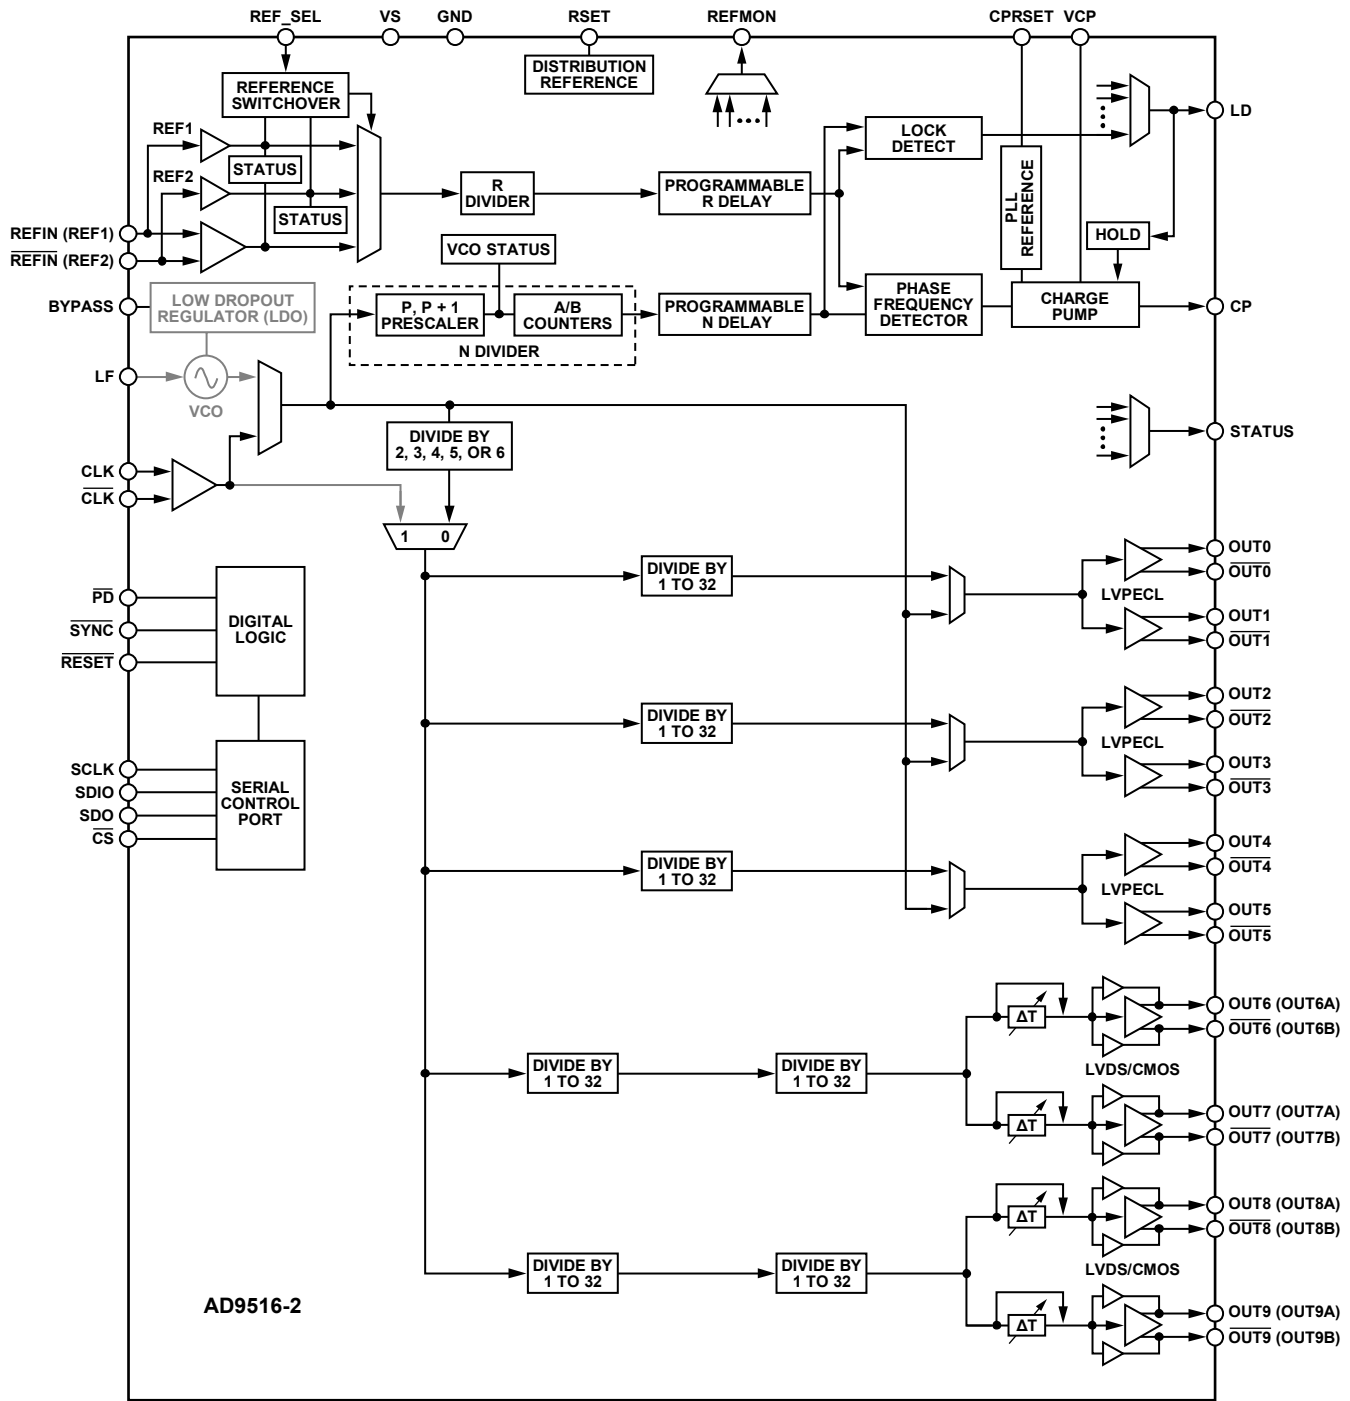 REF_SEL
VS
GND
RSET
REFMON
CPRSET
VCP
DISTRIBUTION
REFERENCE
REFERENCE
SWITCHOVER
REF1
STATUS
REF2
STATUS
REFIN (REF1)
REFIN (REF2)
R
DIVIDER
PROGRAMMABLE
R DELAY
LOCK
DETECT
PLL
REFERENCE
LD
HOLD
VCO STATUS
BYPASS
LOW DROPOUT
REGULATOR (LDO)
P, P + 1
PRESCALER
A/B
COUNTERS
N DIVIDER
PROGRAMMABLE
N DELAY
PHASE
FREQUENCY
DETECTOR
CHARGE
PUMP
CP
LF
VCO
DIVIDE BY
2, 3, 4, 5, OR 6
STATUS
CLK
CLK
1 0
PD
SYNC
RESET
DIGITAL
LOGIC
SCLK
SDIO
SDO
CS
SERIAL
CONTROL
PORT
DIVIDE BY
1 TO 32
LVPECL
OUT0
OUT0
OUT1
OUT1
DIVIDE BY
1 TO 32
LVPECL
OUT2
OUT2
OUT3
OUT3
DIVIDE BY
1 TO 32
LVPECL
OUT4
OUT4
OUT5
OUT5
DIVIDE BY
1 TO 32
DIVIDE BY
1 TO 32
ΔT
ΔT
LVDS/CMOS
OUT6 (OUT6A)
OUT6 (OUT6B)
OUT7 (OUT7A)
OUT7 (OUT7B)
DIVIDE BY
1 TO 32
DIVIDE BY
1 TO 32
ΔT
ΔT
LVDS/CMOS
OUT8 (OUT8A)
OUT8 (OUT8B)
OUT9 (OUT9A)
OUT9 (OUT9B)
AD9516-2